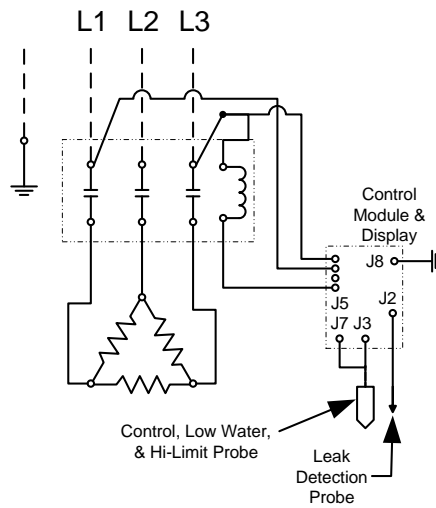 L1 L2 L3
Control
Module &
Display
J8
J5
J2
J7 J3
Control, Low Water,
& Hi-Limit Probe
Leak
Detection
Probe